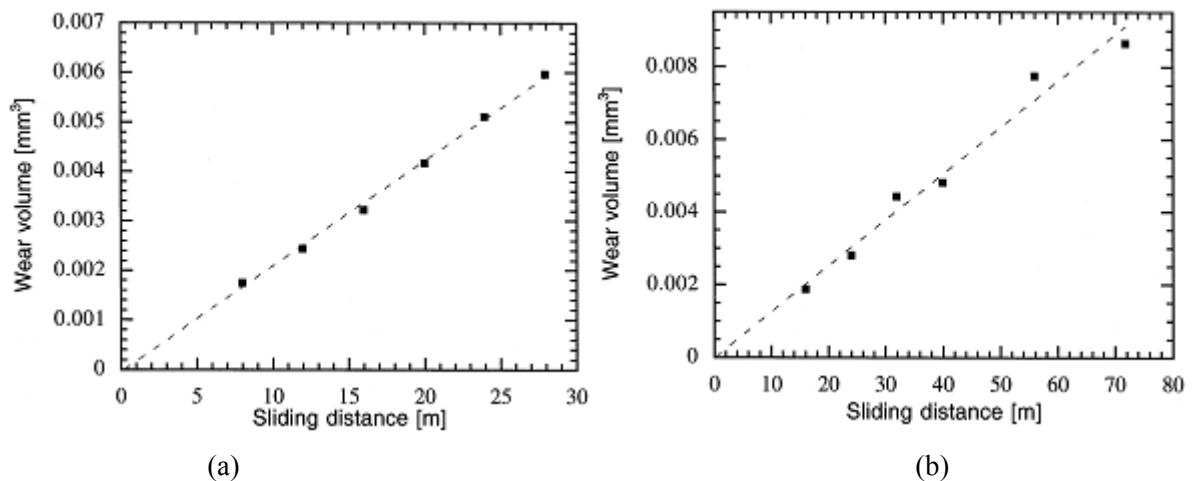 0.007
0.006
0.005
0.004
0.003
0.002
0.001
0
Wear volume [mm³]
0 5 10 15 20 25 30
Sliding distance [m]
(a)
0.008
0.006
0.004
0.002
0
Wear volume [mm³]
0 10 20 30 40 50 60 70 80
Sliding distance [m]
(b)